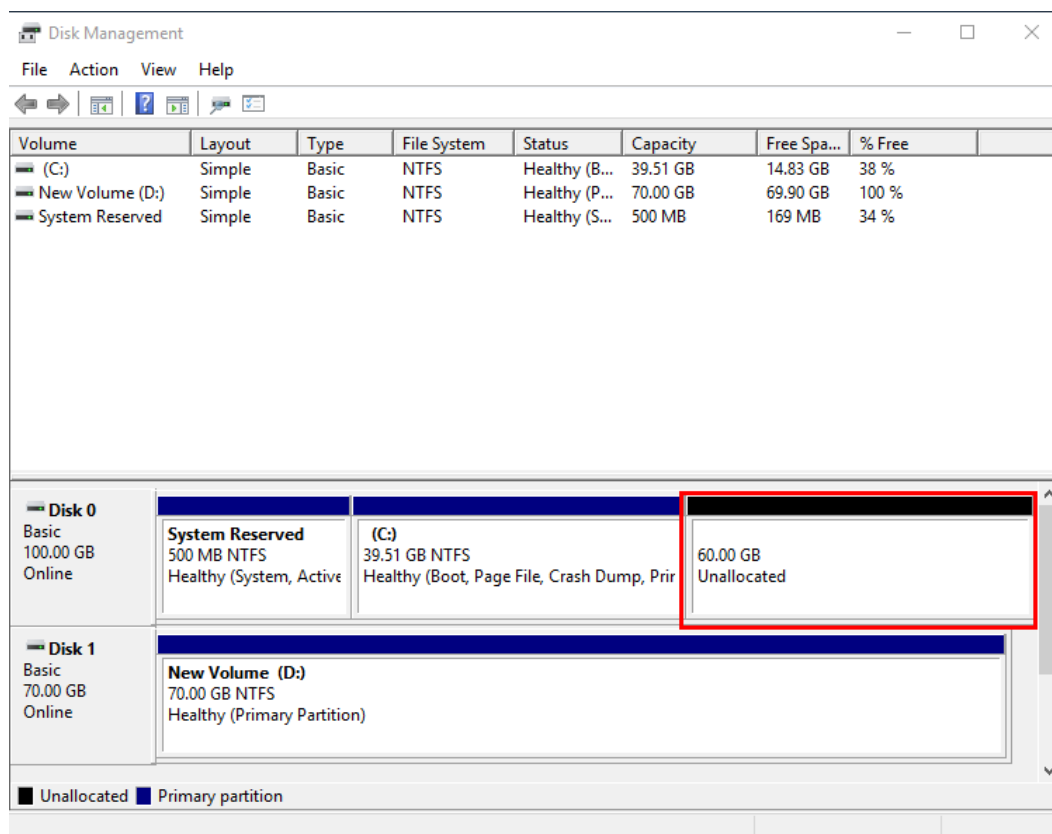 Disk Management
File Action View Help
Volume Layout Type File System Status Capacity Free Spa... % Free
(C:) Simple Basic NTFS Healthy (B... 39.51 GB 14.83 GB 38 %
New Volume (D:) Simple Basic NTFS Healthy (P... 70.00 GB 69.90 GB 100 %
System Reserved Simple Basic NTFS Healthy (S... 500 MB 169 MB 34 %
Disk 0
Basic
100.00 GB
Online
System Reserved
500 MB NTFS
Healthy (System, Active
(C:)
39.51 GB NTFS
Healthy (Boot, Page File, Crash Dump, Prir
60.00 GB
Unallocated
Disk 1
Basic
70.00 GB
Online
New Volume (D:)
70.00 GB NTFS
Healthy (Primary Partition)
Unallocated Primary partition